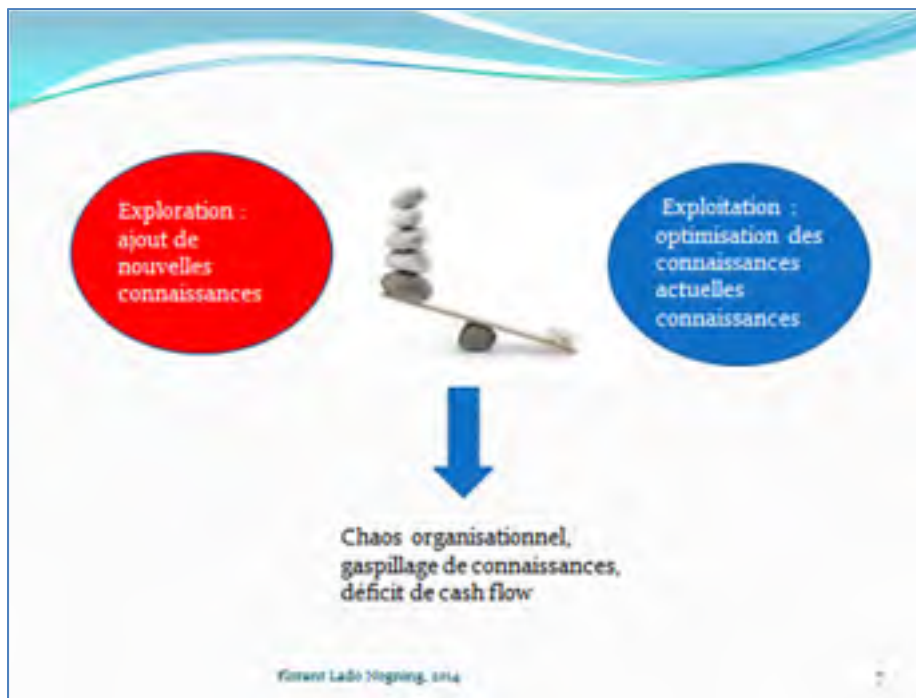 Exploration :
ajout de
nouvelles
connaissances
Exploitation :
optimisation des
connaissances
actuelles
connaissances
Chaos organisationnel,
gaspillage de connaissances,
déficit de cash flow
Florent Lado Nogning, 2014